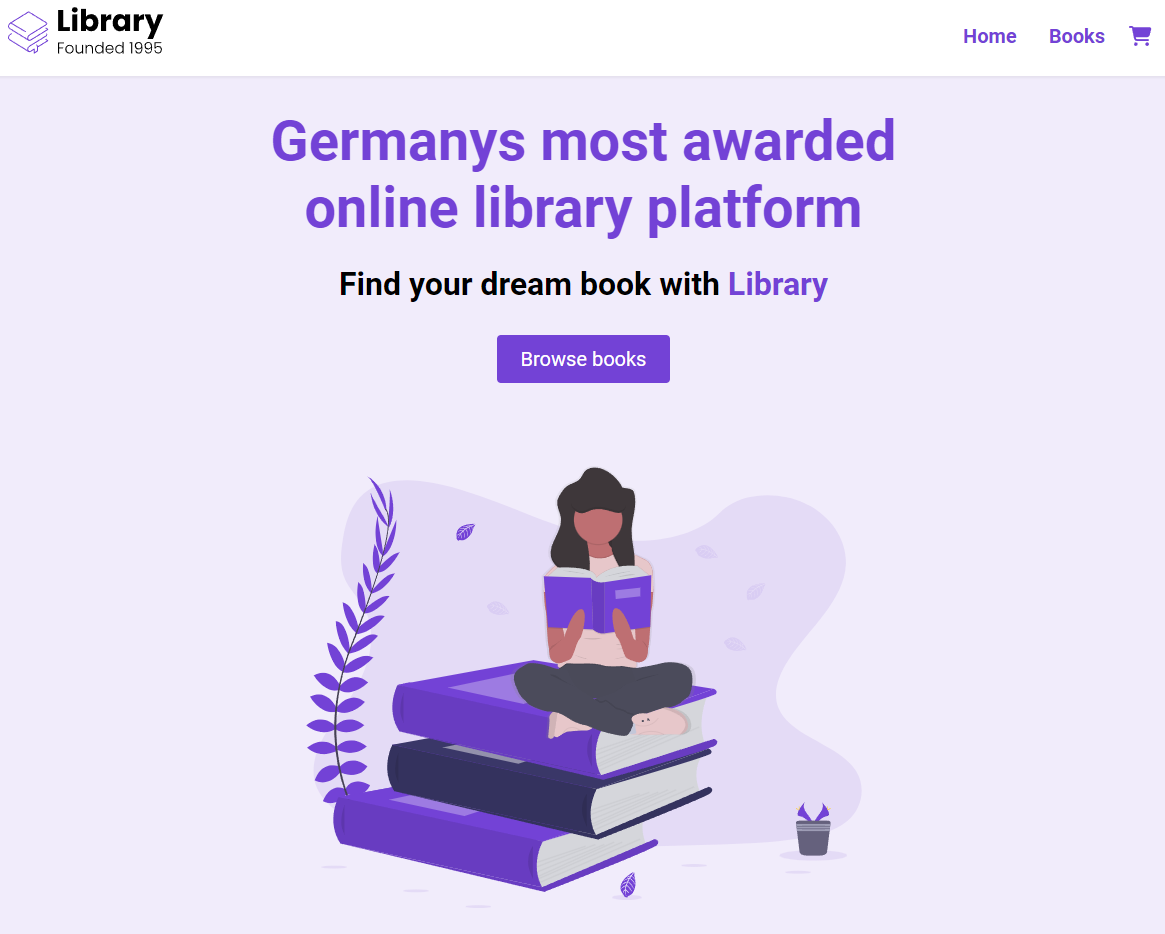 Library
Founded 1995
Home
Books
Germanys most awarded
online library platform
Find your dream book with Library
Browse books